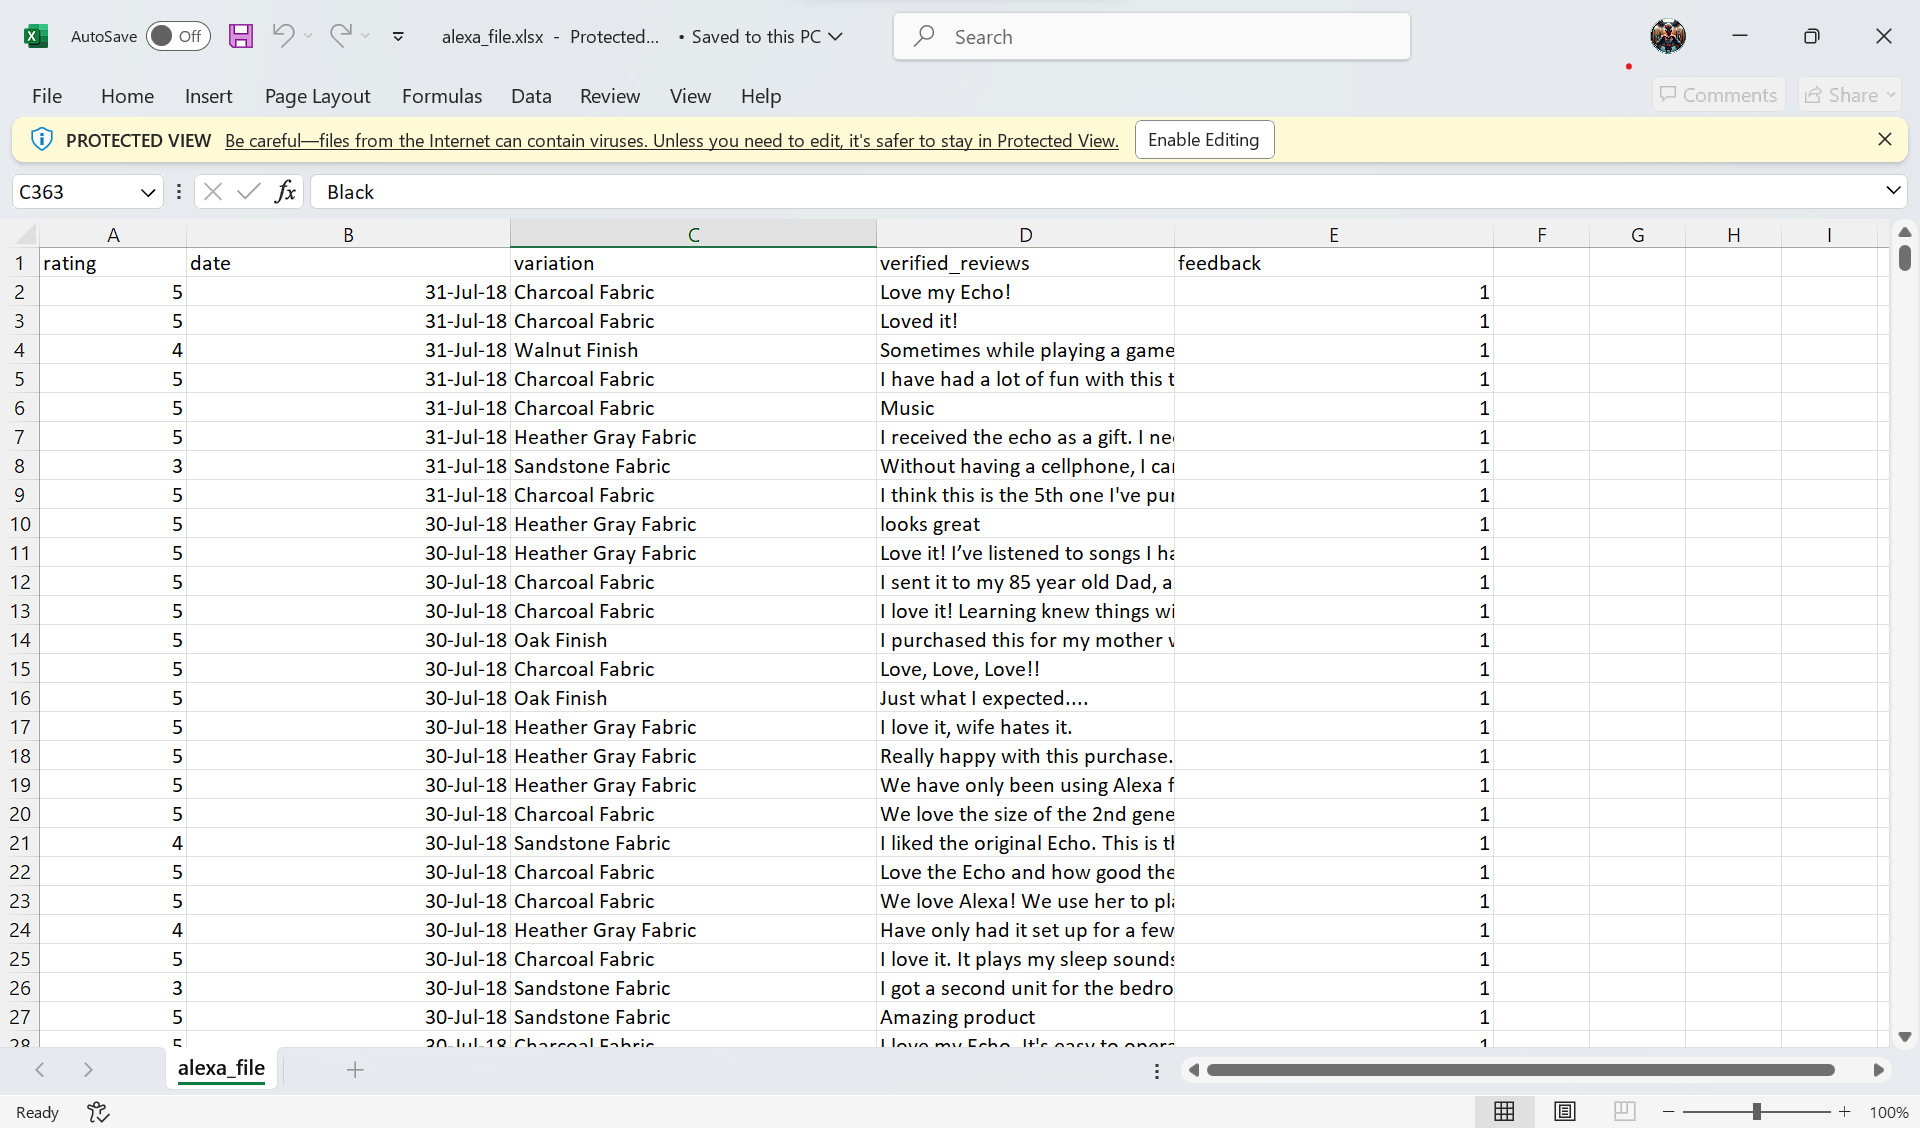 AutoSave Off alexa_file.xlsx - Protected... • Saved to this PC Search
File Home Insert Page Layout Formulas Data Review View Help Comments Share
PROTECTED VIEW Be careful—files from the Internet can contain viruses. Unless you need to edit, it's safer to stay in Protected View. Enable Editing
C363 fx Black
A B C D E F G H I
1 rating date variation verified_reviews feedback
2 5 31-Jul-18 Charcoal Fabric Love my Echo! 1
3 5 31-Jul-18 Charcoal Fabric Loved it! 1
4 4 31-Jul-18 Walnut Finish Sometimes while playing a game 1
5 5 31-Jul-18 Charcoal Fabric I have had a lot of fun with this t 1
6 5 31-Jul-18 Charcoal Fabric Music 1
7 5 31-Jul-18 Heather Gray Fabric I received the echo as a gift. I ne 1
8 3 31-Jul-18 Sandstone Fabric Without having a cellphone, I ca 1
9 5 31-Jul-18 Charcoal Fabric I think this is the 5th one I've pu 1
10 5 30-Jul-18 Heather Gray Fabric looks great 1
11 5 30-Jul-18 Heather Gray Fabric Love it! I’ve listened to songs I ha 1
12 5 30-Jul-18 Charcoal Fabric I sent it to my 85 year old Dad, a 1
13 5 30-Jul-18 Charcoal Fabric I love it! Learning knew things wi 1
14 5 30-Jul-18 Oak Finish I purchased this for my mother 1
15 5 30-Jul-18 Charcoal Fabric Love, Love, Love!! 1
16 5 30-Jul-18 Oak Finish Just what I expected.... 1
17 5 30-Jul-18 Heather Gray Fabric I love it, wife hates it. 1
18 5 30-Jul-18 Heather Gray Fabric Really happy with this purchase. 1
19 5 30-Jul-18 Heather Gray Fabric We have only been using Alexa f 1
20 5 30-Jul-18 Charcoal Fabric We love the size of the 2nd gene 1
21 4 30-Jul-18 Sandstone Fabric I liked the original Echo. This is t 1
22 5 30-Jul-18 Charcoal Fabric Love the Echo and how good the 1
23 5 30-Jul-18 Charcoal Fabric We love Alexa! We use her to pl 1
24 4 30-Jul-18 Heather Gray Fabric Have only had it set up for a few 1
25 5 30-Jul-18 Charcoal Fabric I love it. It plays my sleep sounds 1
26 3 30-Jul-18 Sandstone Fabric I got a second unit for the bedro 1
27 5 30-Jul-18 Sandstone Fabric Amazing product 1
28 5 30-Jul-18 Charcoal Fabric I love my Echo. It's easy to opera 1
alexa_file
Ready 100%